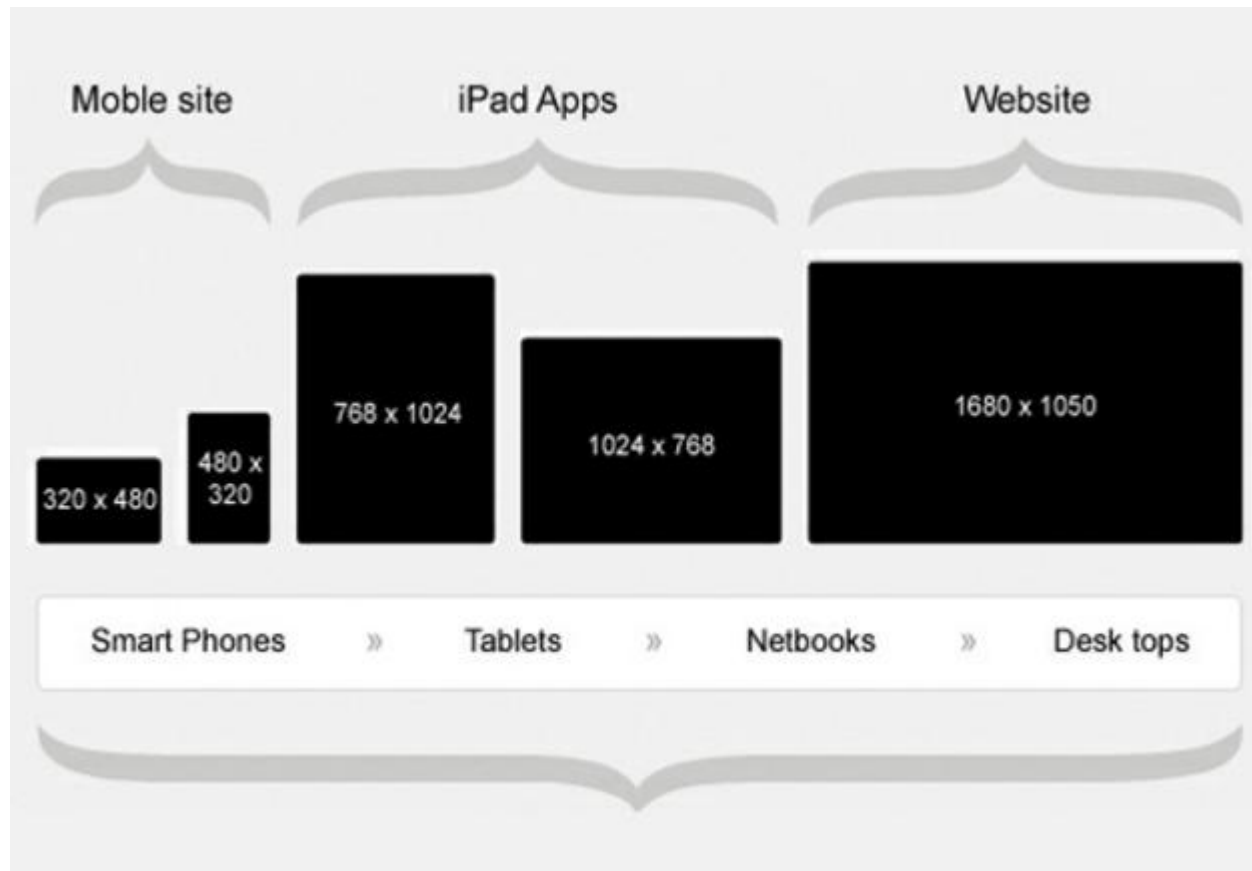 Moble site
iPad Apps
Website
320 x 480
480 x
320
768 x 1024
1024 x 768
1680 x 1050
Smart Phones » Tablets » Netbooks » Desk tops